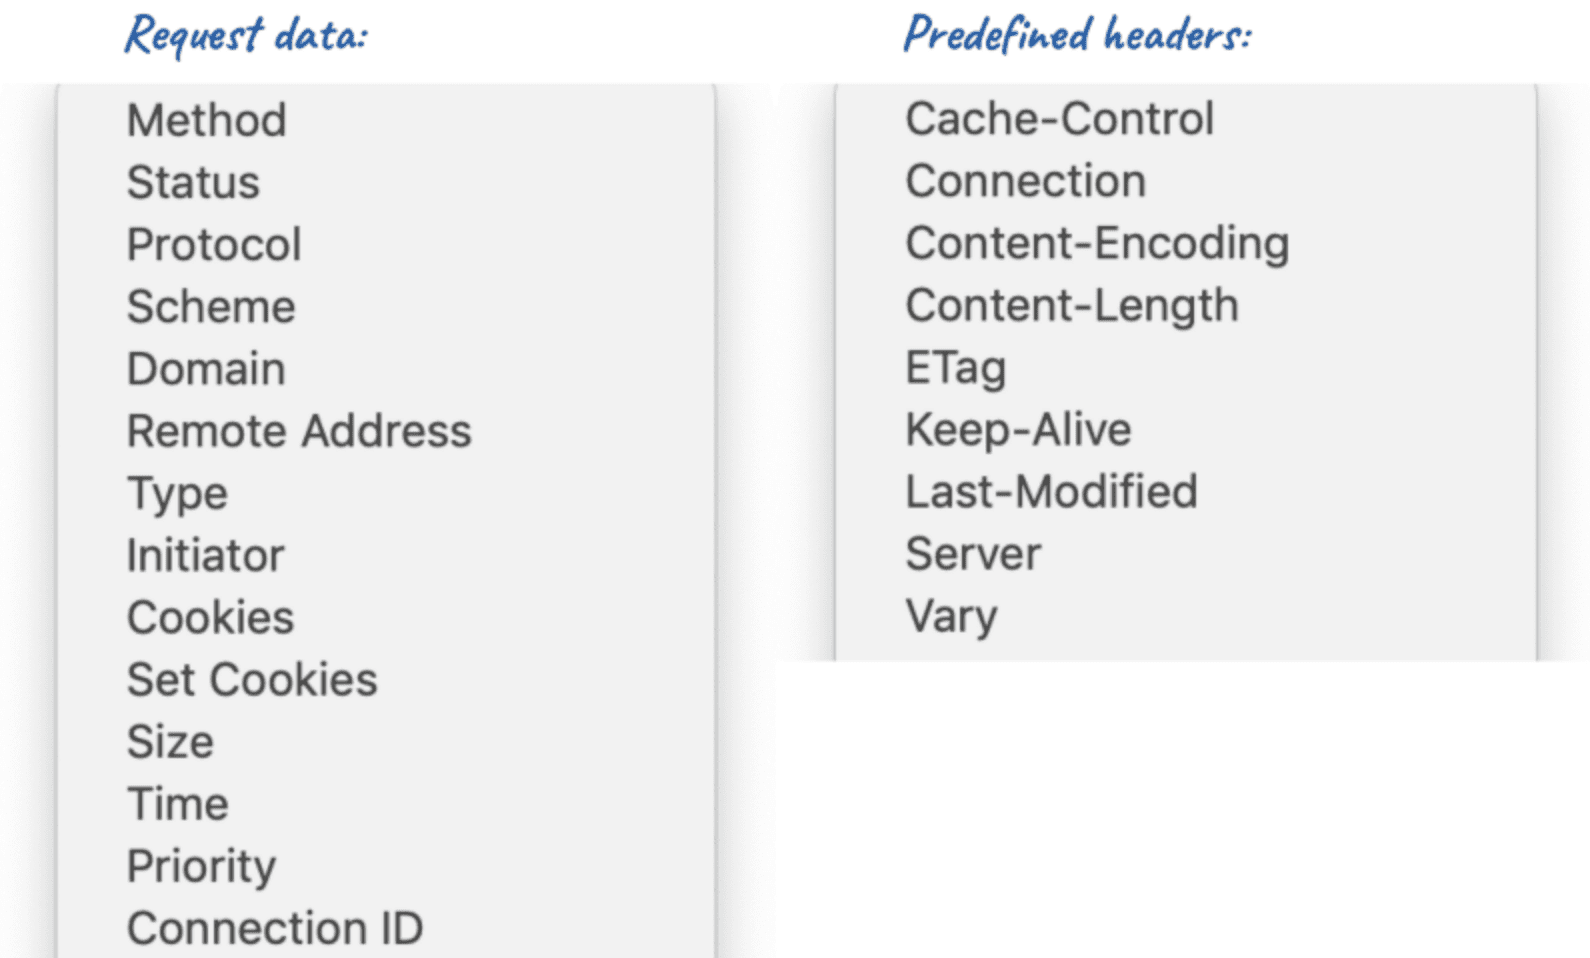 Request data:
Method
Status
Protocol
Scheme
Domain
Remote Address
Type
Initiator
Cookies
Set Cookies
Size
Time
Priority
Connection ID
Predefined headers:
Cache-Control
Connection
Content-Encoding
Content-Length
ETag
Keep-Alive
Last-Modified
Server
Vary